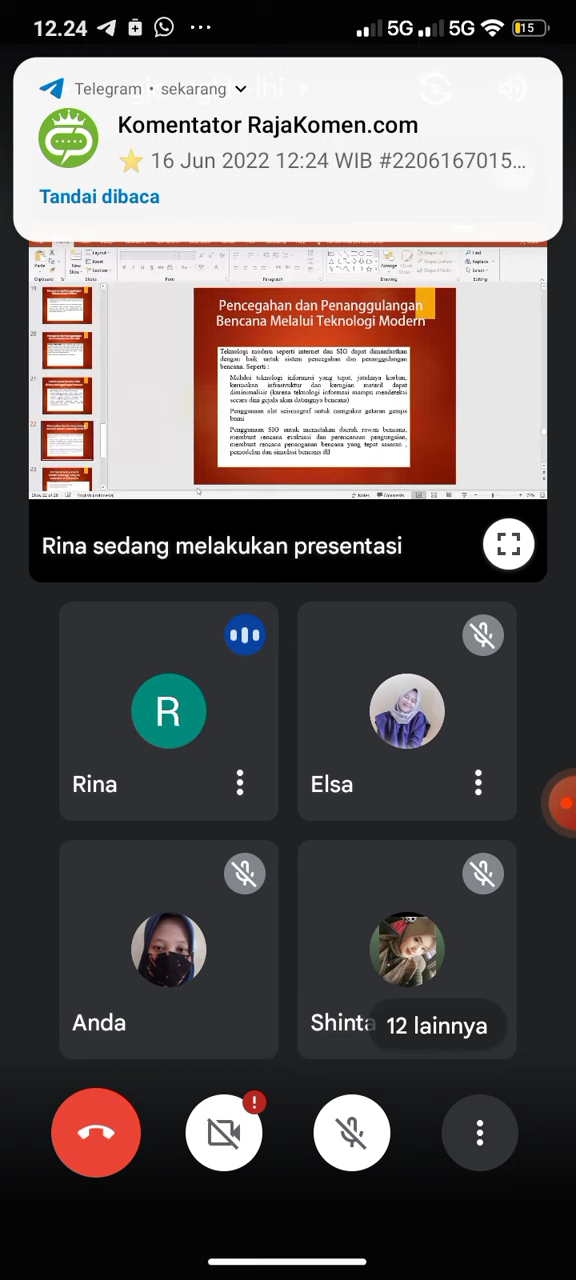 12.24
5G
5G
15
Telegram • sekarang
Komentator RajaKomen.com
16 Jun 2022 12:24 WIB #2206167015...
Tandai dibaca
Pencegahan dan Penanggulangan
Bencana Melalui Teknologi Modern
Teknologi modern seperti internet dan SIG dapat dimanfaatkan
dengan baik untuk sistem pencegahan dan penanggulangan
bencana. Seperti :
Melalui teknologi informasi yang tepat, jatuhnya korban,
kerusakan infrastruktur dan kerugian materil dapat
diminimalisir (karena teknologi informasi mampu mendeteksi
secara dini gejala akan datangnya bencana)
Penggunaan alat seismograf untuk mengukur getaran gempa
bumi
Penggunaan SIG untuk memetakan daerah rawan bencana,
membuat rencana evakuasi dan perencanaan pengungsian,
membuat rencana penanganan bencana yang tepat sasaran ,
pemodelan dan simulasi bencana dll
20
21
22
23
Rina sedang melakukan presentasi
R
Rina
Elsa
Anda
Shinta
12 lainnya